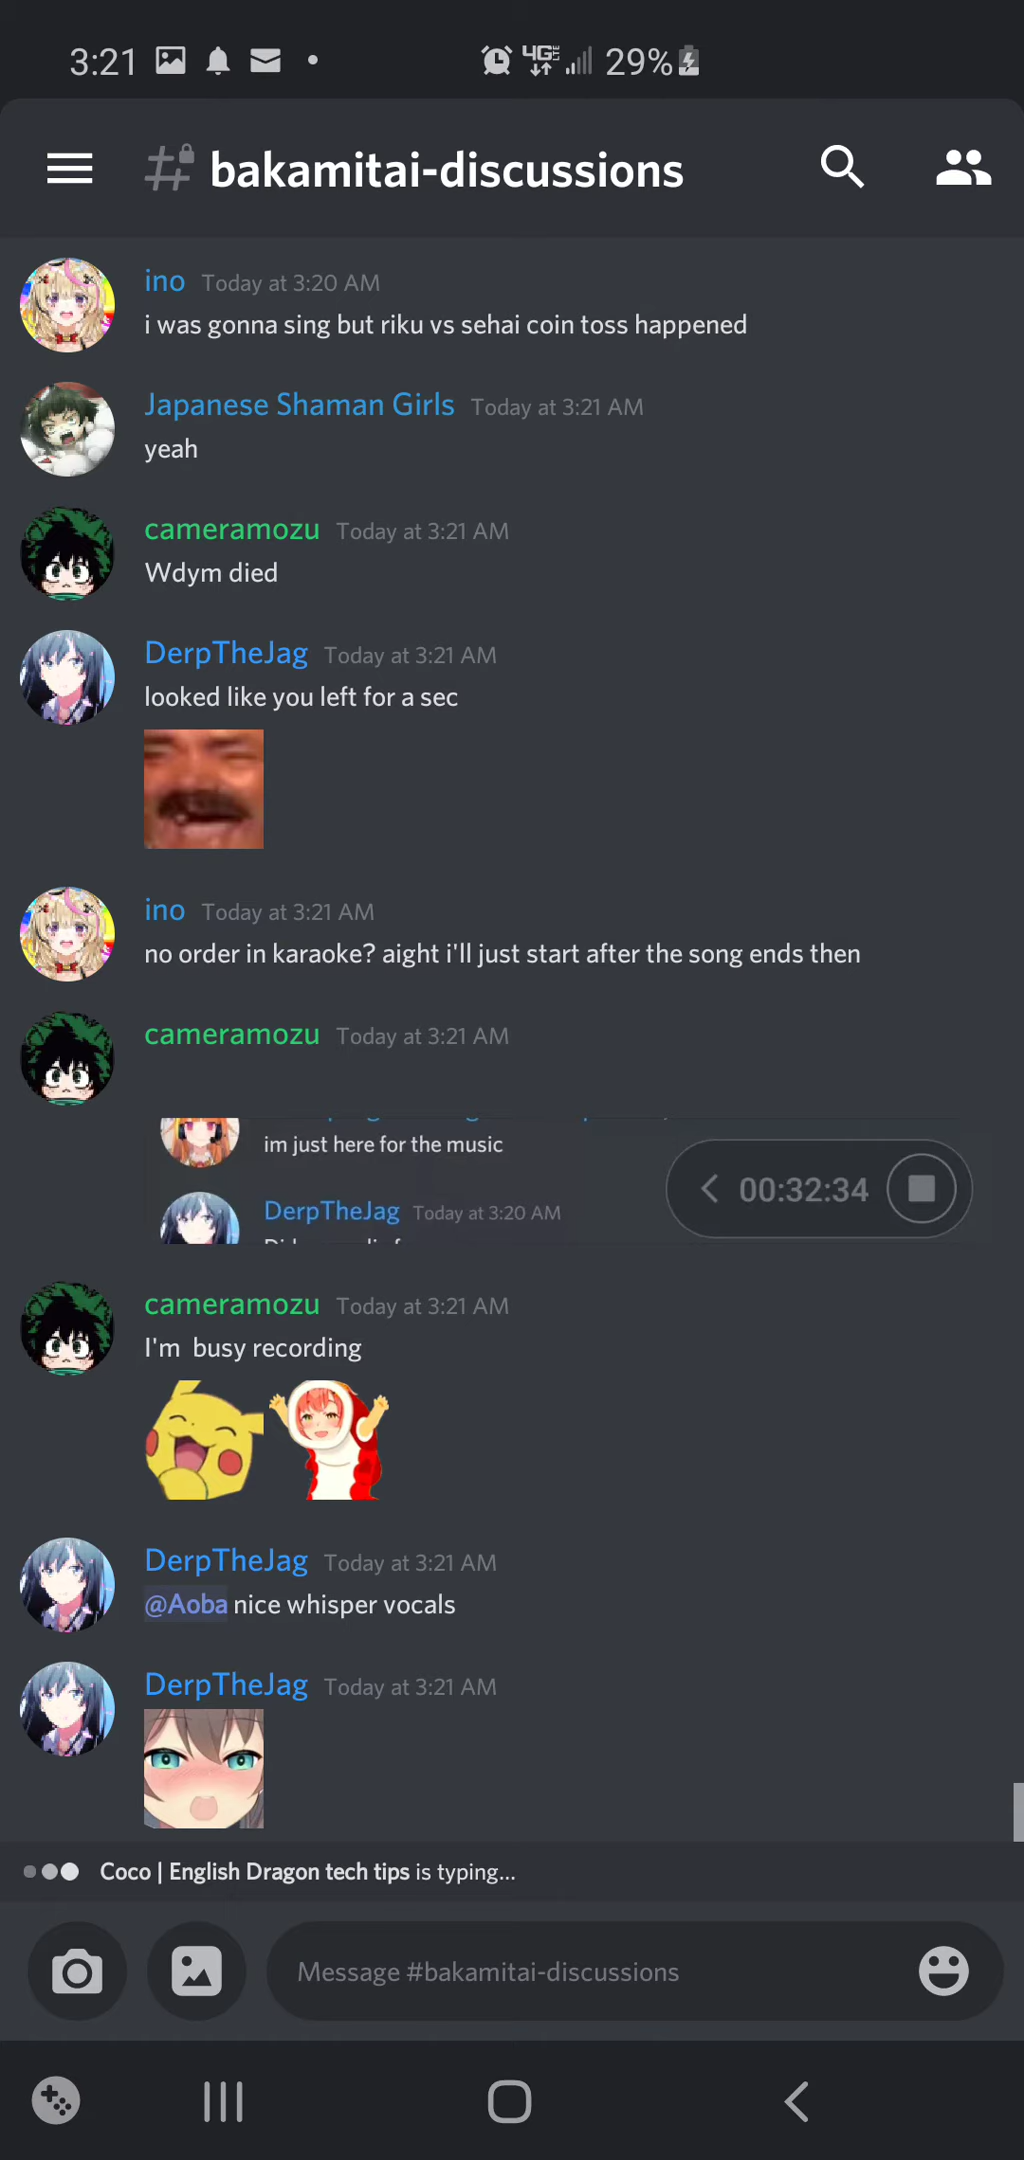 3:21
4G LTE 29%
bakamitai-discussions
ino Today at 3:20 AM
i was gonna sing but riku vs sehai coin toss happened
Japanese Shaman Girls Today at 3:21 AM
yeah
cameramozu Today at 3:21 AM
Wdym died
DerpTheJag Today at 3:21 AM
looked like you left for a sec
ino Today at 3:21 AM
no order in karaoke? aight i'll just start after the song ends then
cameramozu Today at 3:21 AM
im just here for the music
00:32:34
DerpTheJag Today at 3:20 AM
cameramozu Today at 3:21 AM
I'm  busy recording
DerpTheJag Today at 3:21 AM
@Aoba nice whisper vocals
DerpTheJag Today at 3:21 AM
Coco | English Dragon tech tips is typing...
Message #bakamitai-discussions